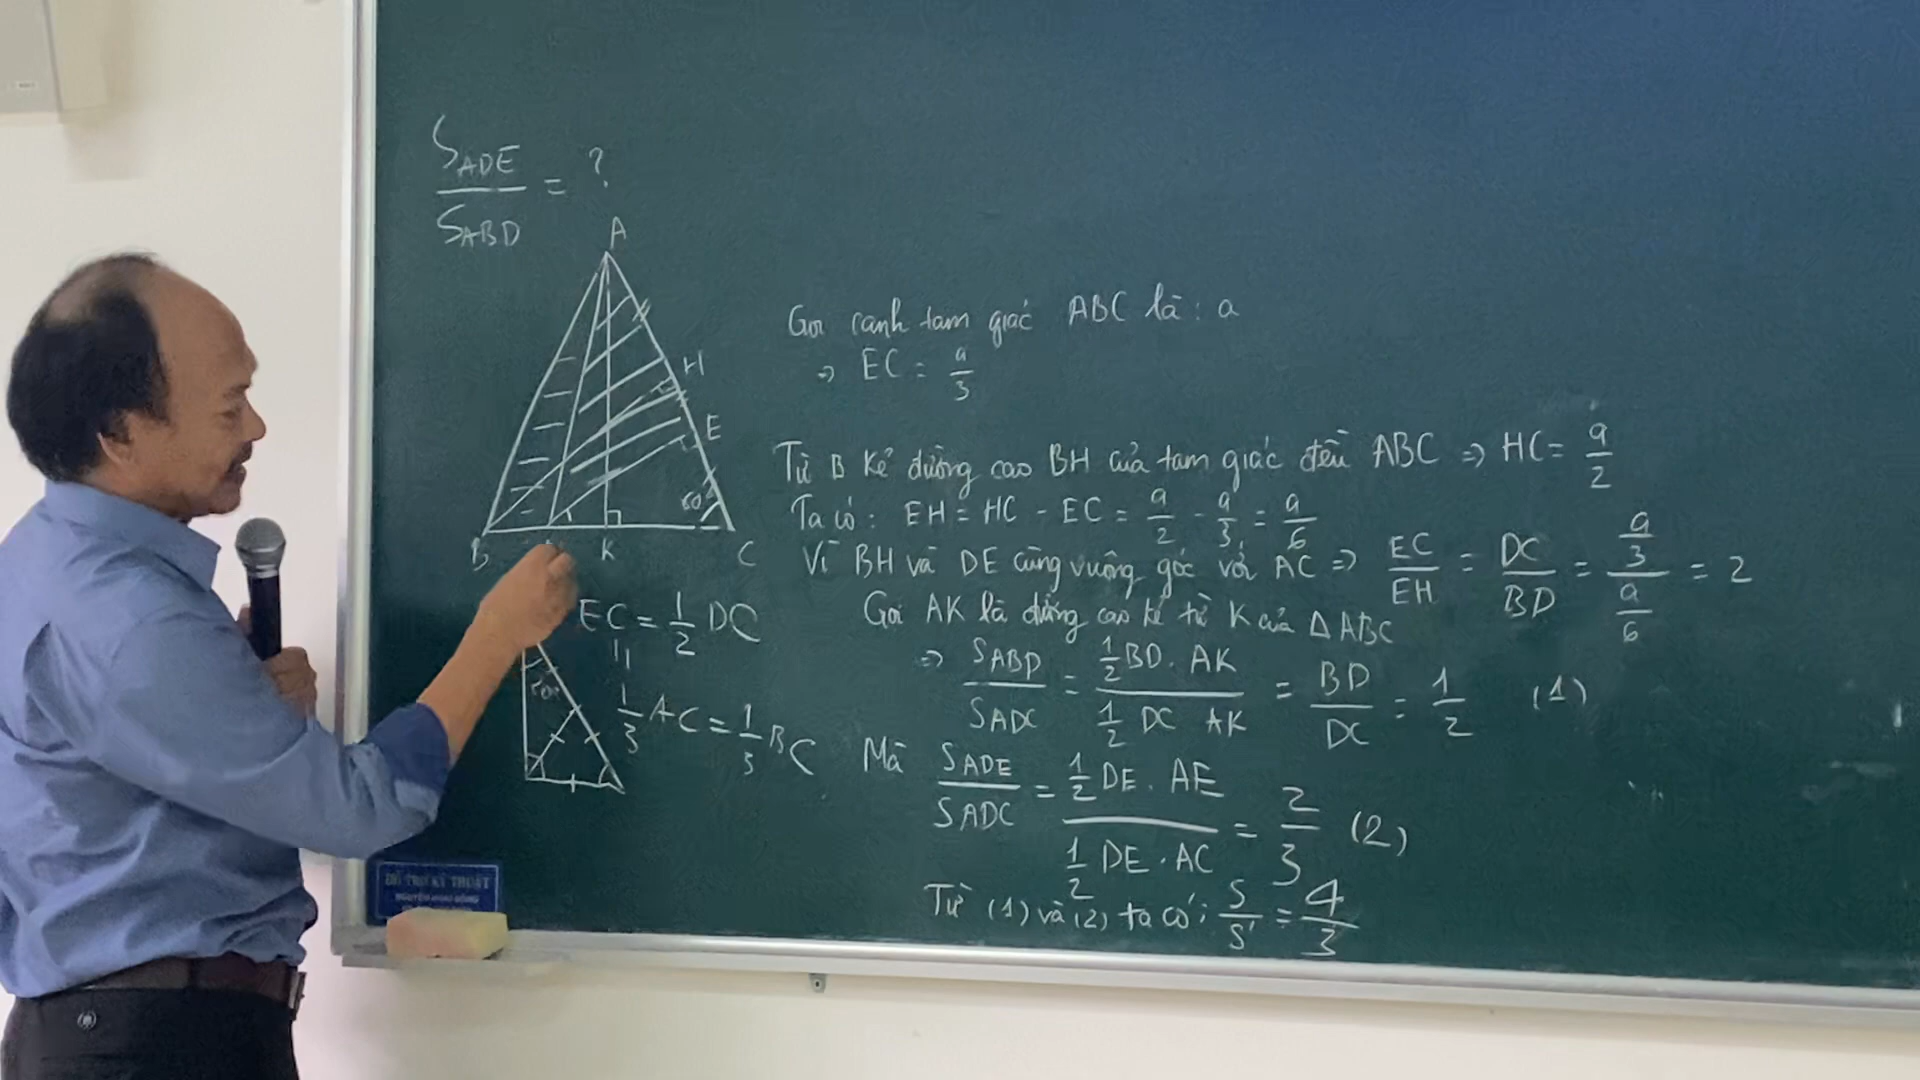 S_ADE / S_ABD = ?
A
H
E
60°
B K C
EC = 1/2 DC
1/3 AC = 1/3 BC
Gọi cạnh tam giác ABC là: a
⇒ EC = a/3
Từ B kẻ đường cao BH của tam giác đều ABC ⇒ HC = a/2
Ta có: EH = HC - EC = a/2 - a/3 = a/6
Vì BH và DE cùng vuông góc với AC ⇒ EC/EH = DC/BD = (a/3)/(a/6) = 2
Gọi AK là đường cao kẻ từ K của Δ ABC
⇒ S_ABD / S_ADC = (1/2 BD. AK)/(1/2 DC AK) = BD/DC = 1/2 (1)
Mà S_ADE / S_ADC = (1/2 DE. AE)/(1/2 DE. AC) = 2/3 (2)
Từ (1) và (2) ta có: S/S' = 4/3